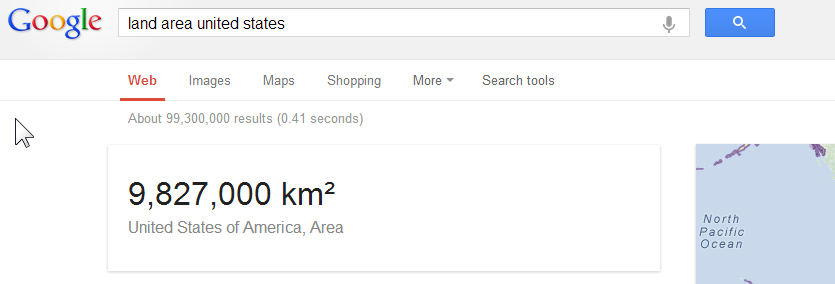 Google land area united states
Web Images Maps Shopping More Search tools
About 99,300,000 results (0.41 seconds)
9,827,000 km²
United States of America, Area
North
Pacific
Ocean